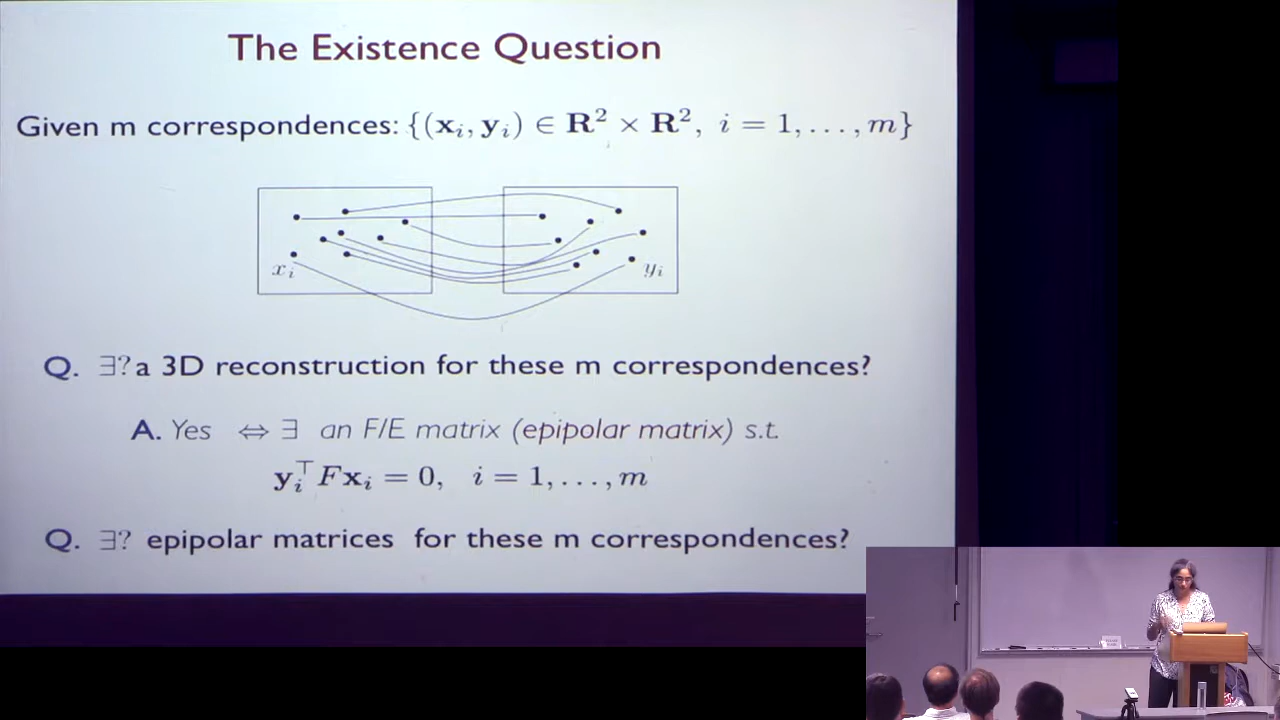 The Existence Question
Given m correspondences: {(𝐱ᵢ, 𝐲ᵢ) ∈ 𝐑² × 𝐑², i = 1, . . . , m}
xᵢ yᵢ
Q. ∃? a 3D reconstruction for these m correspondences?
A. Yes ⇔ ∃ an F/E matrix (epipolar matrix) s.t.
𝐲ᵢ⊤F𝐱ᵢ = 0, i = 1, . . . , m
Q. ∃? epipolar matrices for these m correspondences?